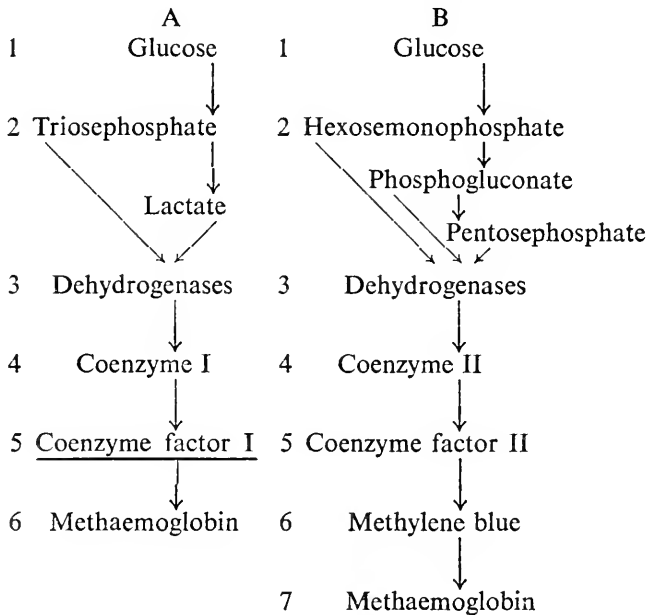 A B
1 Glucose 1 Glucose
2 Triosephosphate 2 Hexosemonophosphate
Phosphogluconate
Lactate
Pentosephosphate
3 Dehydrogenases 3 Dehydrogenases
4 Coenzyme I 4 Coenzyme II
5 Coenzyme factor I 5 Coenzyme factor II
6 Methaemoglobin 6 Methylene blue
7 Methaemoglobin